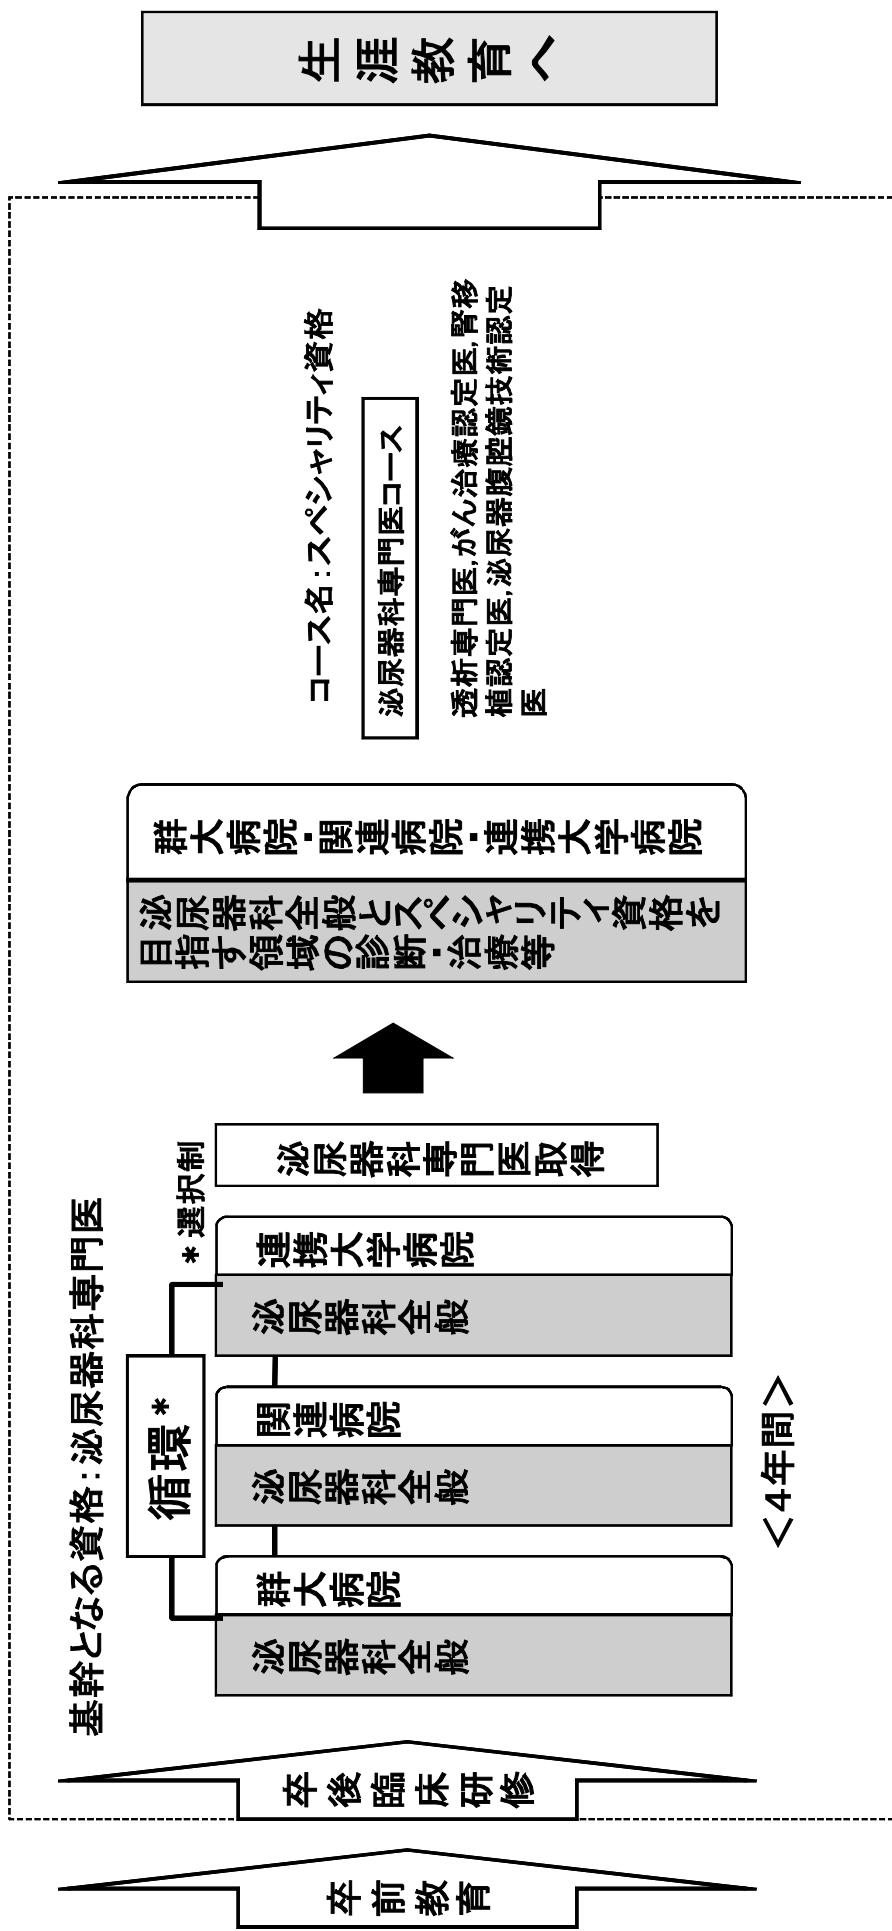 卒前教育
卒後臨床研修
基幹となる資格：泌尿器科専門医
循環*
*選択制
群大病院
泌尿器科全般
関連病院
泌尿器科全般
連携大学病院
泌尿器科全般
泌尿器科専門医取得
＜４年間＞
群大病院・関連病院・連携大学病院
泌尿器科全般とスペシャリティ資格を
目指す領域の診断・治療等
コース名：スペシャリティ資格
泌尿器科専門医コース
透析専門医,がん治療認定医,腎移
植認定医,泌尿器腹腔鏡技術認定
医
生涯教育へ